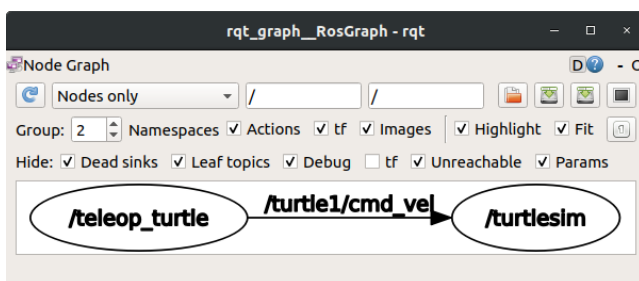 rqt_graph__RosGraph - rqt
Node Graph D ? - O
Nodes only / /
Group: 2 Namespaces Actions tf Images Highlight Fit
Hide: Dead sinks Leaf topics Debug tf Unreachable Params
/teleop_turtle /turtle1/cmd_vel /turtlesim